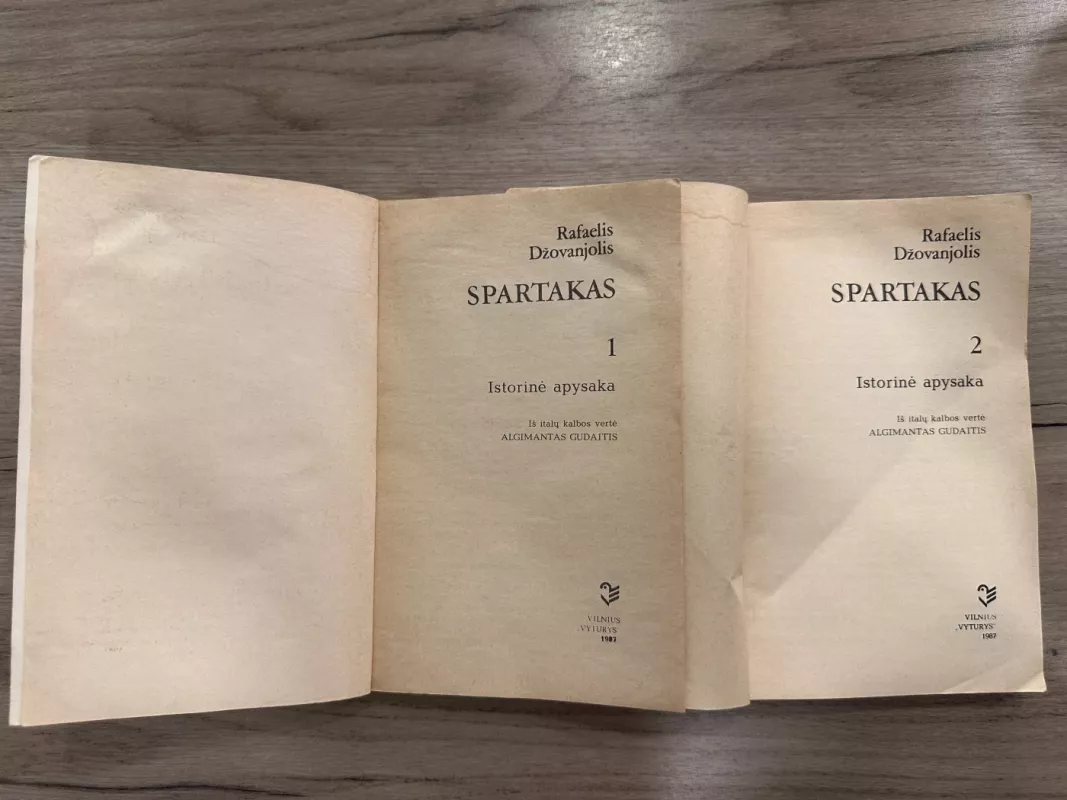 Rafaelis
Džovanjolis
SPARTAKAS
1
Istorinė apysaka
Iš italų kalbos vertė
ALGIMANTAS GUDAITIS
VILNIUS
„VYTURYS“
1987
Rafaelis
Džovanjolis
SPARTAKAS
2
Istorinė apysaka
Iš italų kalbos vertė
ALGIMANTAS GUDAITIS
VILNIUS
„VYTURYS“
1987